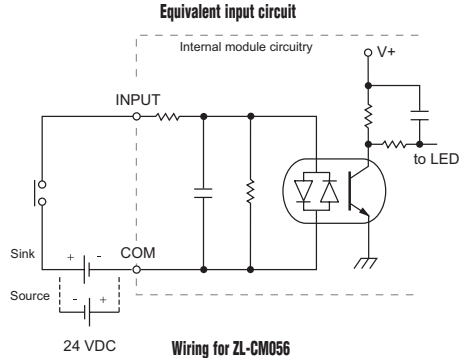 Equivalent input circuit
Internal module circuitry
V+
INPUT
to LED
Sink
+ -
COM
Source
- +
24 VDC
Wiring for ZL-CM056